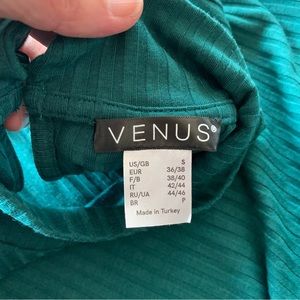 VENUS®
US/GB S
EUR 36/38
F/B 38/40
IT 42/44
RU/UA 44/46
BR P
Made in Turkey